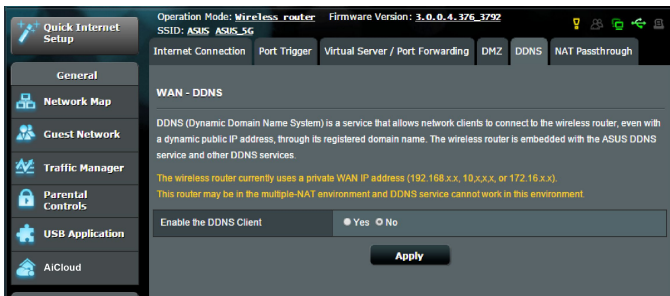 Quick Internet
Setup
Operation Mode: Wireless router Firmware Version: 3.0.0.4.376_3792
SSID: ASUS ASUS_5G
Internet Connection Port Trigger Virtual Server / Port Forwarding DMZ DDNS NAT Passthrough
General
Network Map
Guest Network
Traffic Manager
Parental
Controls
USB Application
AiCloud
WAN - DDNS
DDNS (Dynamic Domain Name System) is a service that allows network clients to connect to the wireless router, even with
a dynamic public IP address, through its registered domain name. The wireless router is embedded with the ASUS DDNS
service and other DDNS services.
The wireless router currently uses a private WAN IP address (192.168.x.x, 10,x,x,x, or 172.16.x.x).
This router may be in the multiple-NAT environment and DDNS service cannot work in this environment.
Enable the DDNS Client Yes No
Apply